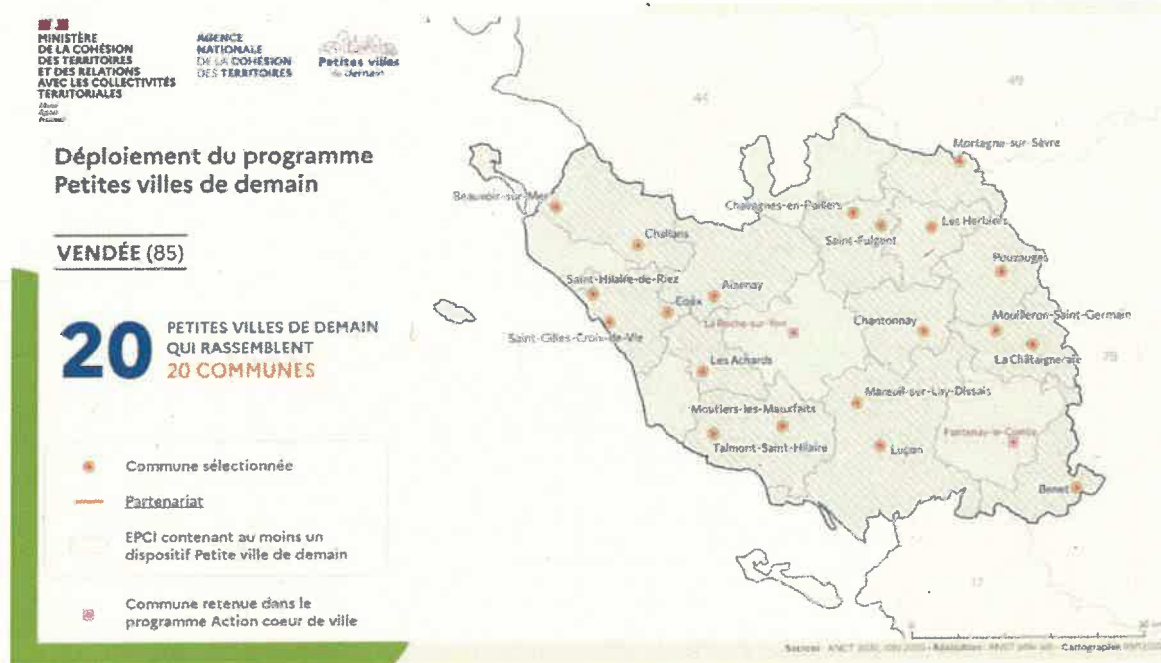 MINISTÈRE
DE LA COHÉSION
DES TERRITOIRES
ET DES RELATIONS
AVEC LES COLLECTIVITÉS
TERRITORIALES
AGENCE
NATIONALE
DE LA COHÉSION
DES TERRITOIRES
Petites villes
de demain
Déploiement du programme
Petites villes de demain
VENDÉE (85)
20
PETITES VILLES DE DEMAIN
QUI RASSEMBLENT
20 COMMUNES
Commune sélectionnée
Partenariat
EPCI contenant au moins un
dispositif Petite ville de demain
Commune retenue dans le
programme Action coeur de ville
44
49
Mortagne-sur-Sèvre
Beauvoir-sur-Mer
Chavagnes-en-Paillers
Les Herbiers
Challans
Saint-Fulgent
Pouzauges
Saint-Hilaire-de-Riez
Aizenay
Coëx
La Roche-sur-Yon
Chantonnay
Mouilleron-Saint-Germain
Saint-Gilles-Croix-de-Vie
La Châtaigneraie
79
Les Achards
Mareuil-sur-Lay-Dissais
Moutiers-les-Mauxfaits
Fontenay-le-Comte
Talmont-Saint-Hilaire
Luçon
Benet
17
0
Cartographie